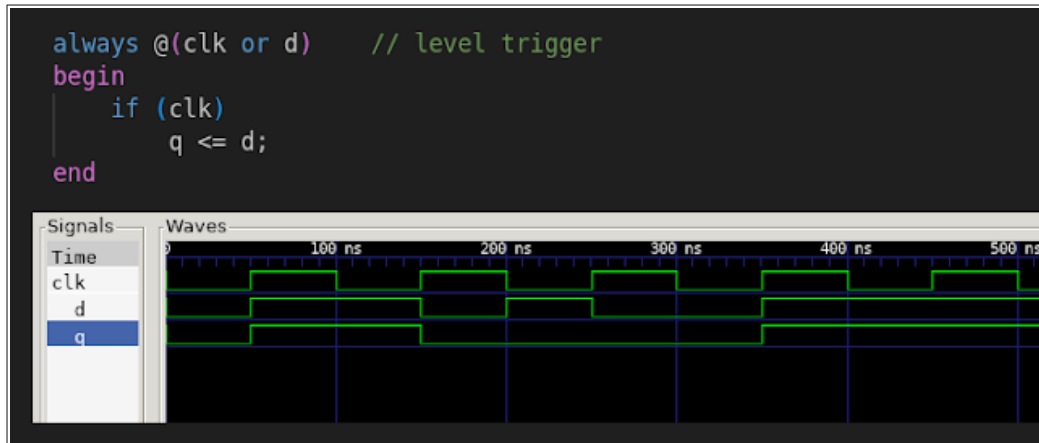 always @(clk or d)    // level trigger
begin
    if (clk)
        q <= d;
end
Signals Waves
Time 0 100 ns 200 ns 300 ns 400 ns 500 ns
clk
d
q